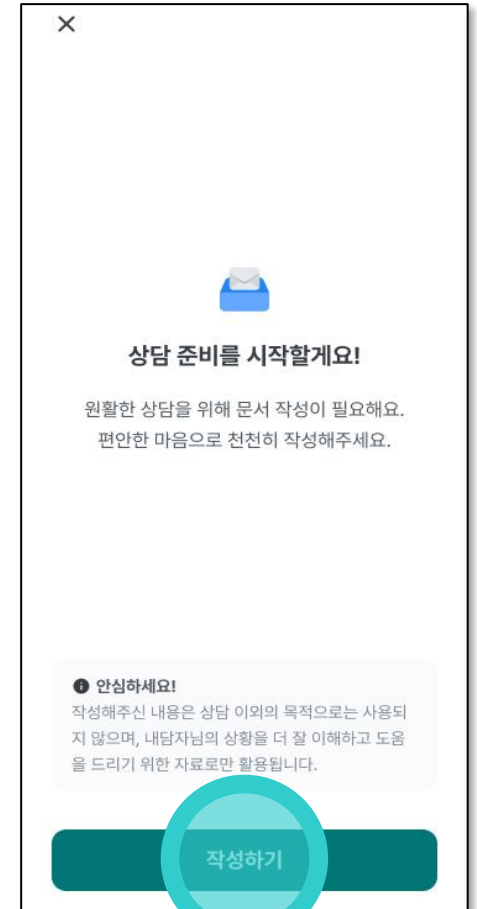 상담 준비를 시작할게요!
원활한 상담을 위해 문서 작성이 필요해요.
편안한 마음으로 천천히 작성해주세요.
안심하세요!
작성해주신 내용은 상담 이외의 목적으로는 사용되
지 않으며, 내담자님의 상황을 더 잘 이해하고 도움
을 드리기 위한 자료로만 활용됩니다.
작성하기